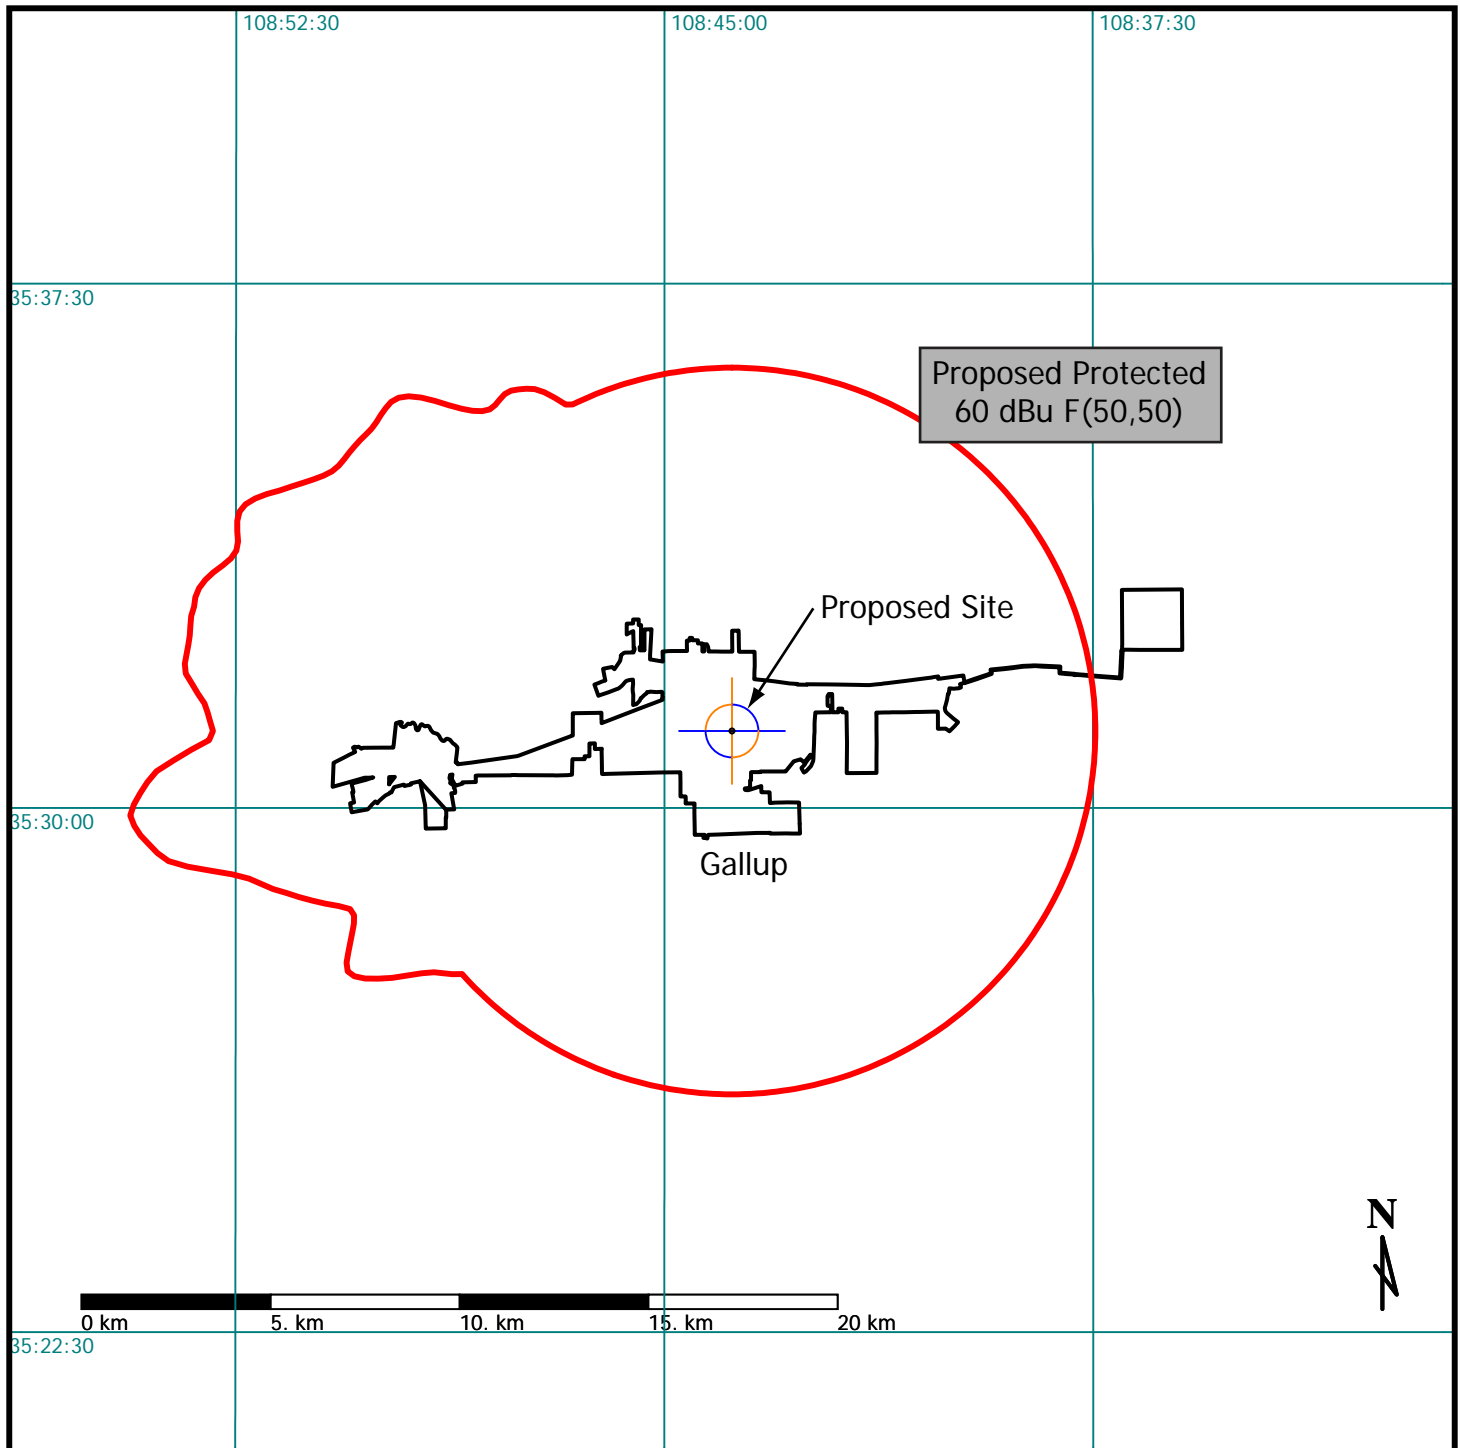 108:52:30
108:45:00
108:37:30
35:37:30
Proposed Protected
60 dBu F(50,50)
Proposed Site
35:30:00
Gallup
N
0 km
5. km
10. km
15. km
20 km
35:22:30